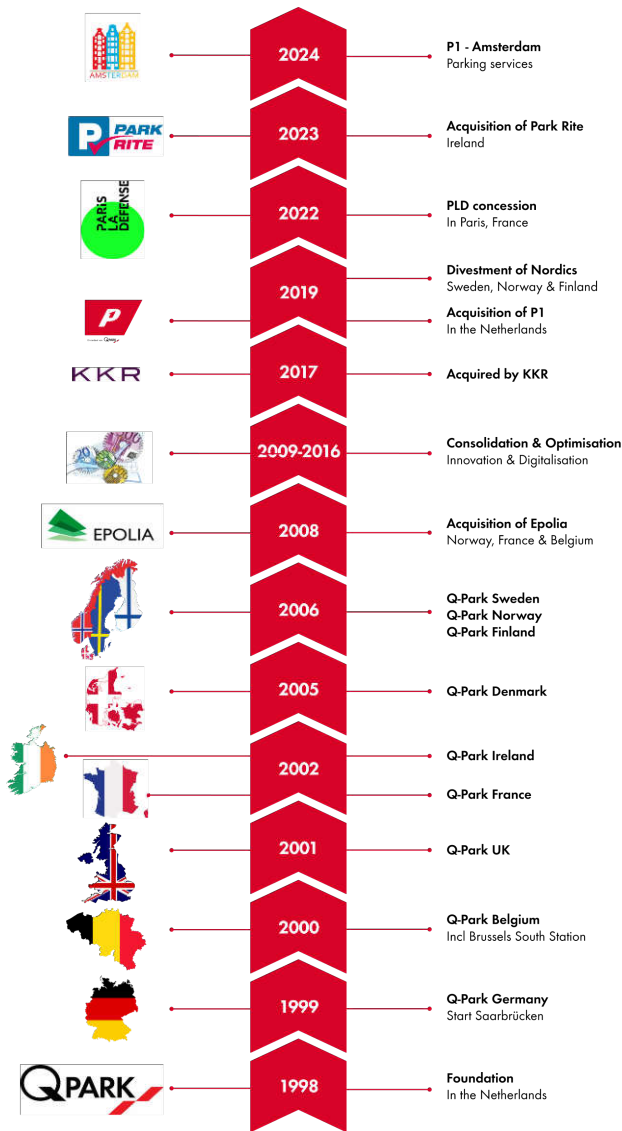 AMSTERDAM
2024
P1 - Amsterdam
Parking services
P PARK RITE
2023
Acquisition of Park Rite
Ireland
PARIS
LA
DEFENSE
2022
PLD concession
In Paris, France
Divestment of Nordics
Sweden, Norway & Finland
2019
P
Acquisition of P1
In the Netherlands
KKR
2017
Acquired by KKR
2009-2016
Consolidation & Optimisation
Innovation & Digitalisation
EPOLIA
2008
Acquisition of Epolia
Norway, France & Belgium
2006
Q-Park Sweden
Q-Park Norway
Q-Park Finland
2005
Q-Park Denmark
Q-Park Ireland
2002
Q-Park France
2001
Q-Park UK
2000
Q-Park Belgium
Incl Brussels South Station
1999
Q-Park Germany
Start Saarbrücken
QPARK
1998
Foundation
In the Netherlands